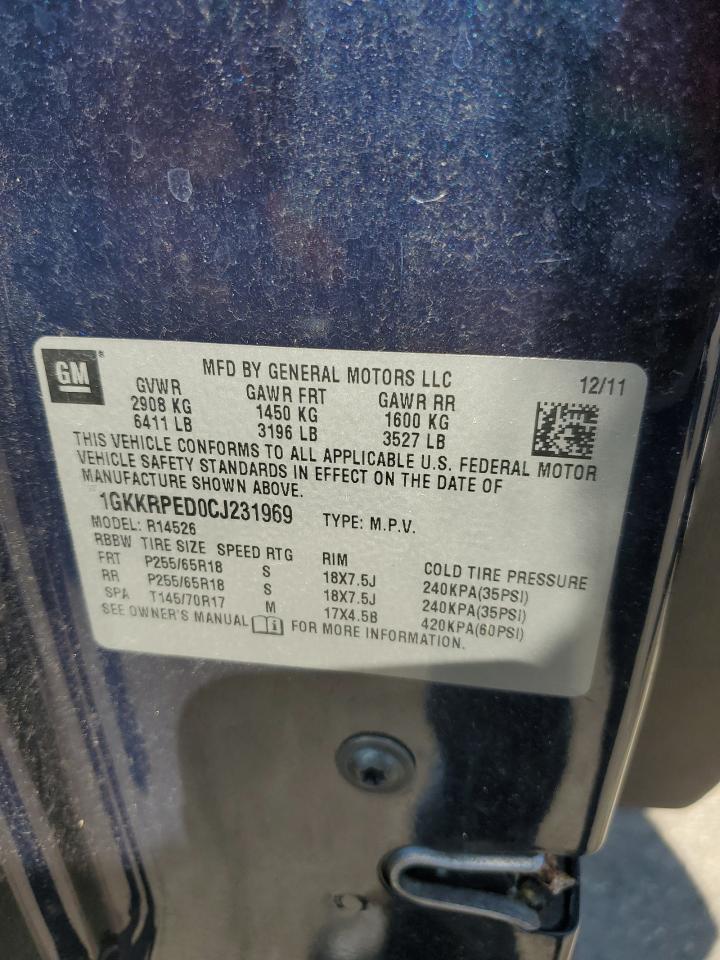 GM
MFD BY GENERAL MOTORS LLC 12/11
GVWR GAWR FRT GAWR RR
2908 KG 1450 KG 1600 KG
6411 LB 3196 LB 3527 LB
THIS VEHICLE CONFORMS TO ALL APPLICABLE U.S. FEDERAL MOTOR
VEHICLE SAFETY STANDARDS IN EFFECT ON THE DATE OF
MANUFACTURE SHOWN ABOVE.
1GKKRPED0CJ231969 TYPE: M.P.V.
MODEL: R14526
RBBW TIRE SIZE SPEED RTG RIM COLD TIRE PRESSURE
FRT P255/65R18 S 18X7.5J 240KPA(35PSI)
RR P255/65R18 S 18X7.5J 240KPA(35PSI)
SPA T145/70R17 M 17X4.5B 420KPA(60PSI)
SEE OWNER'S MANUAL FOR MORE INFORMATION.